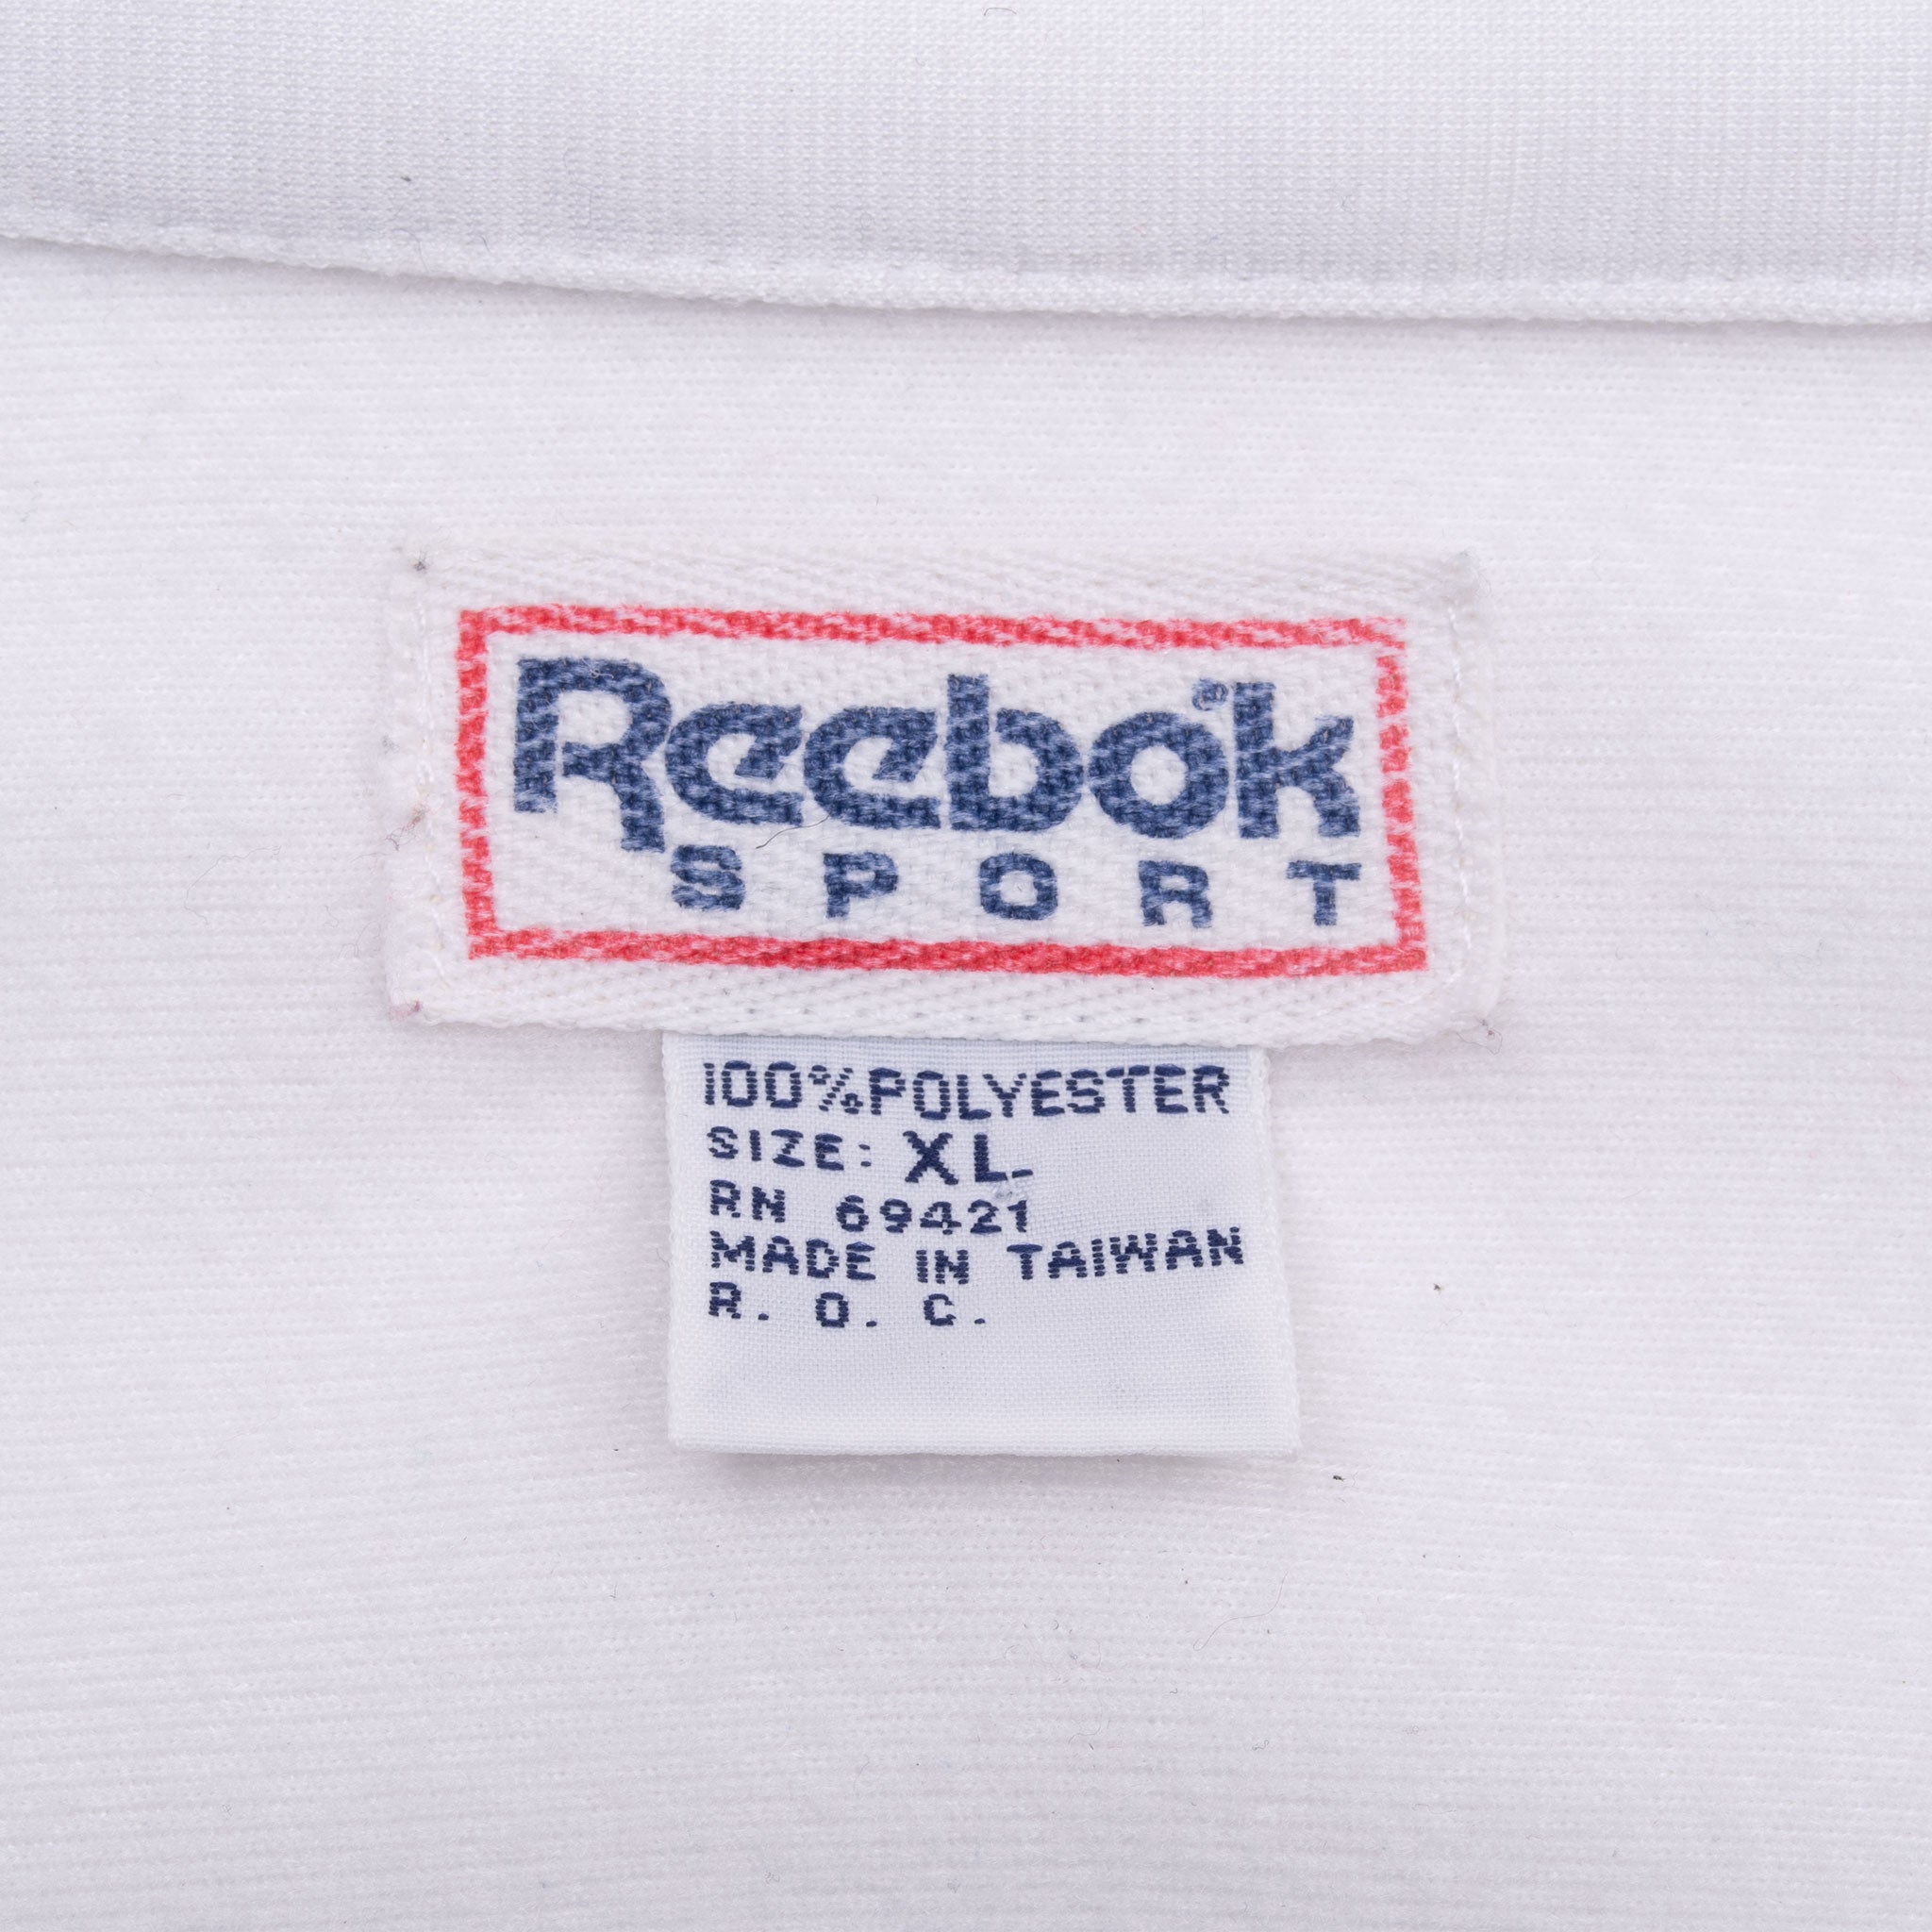 Reebok®
SPORT
100%POLYESTER
SIZE: XL
RN 69421
MADE IN TAIWAN
R. O. C.